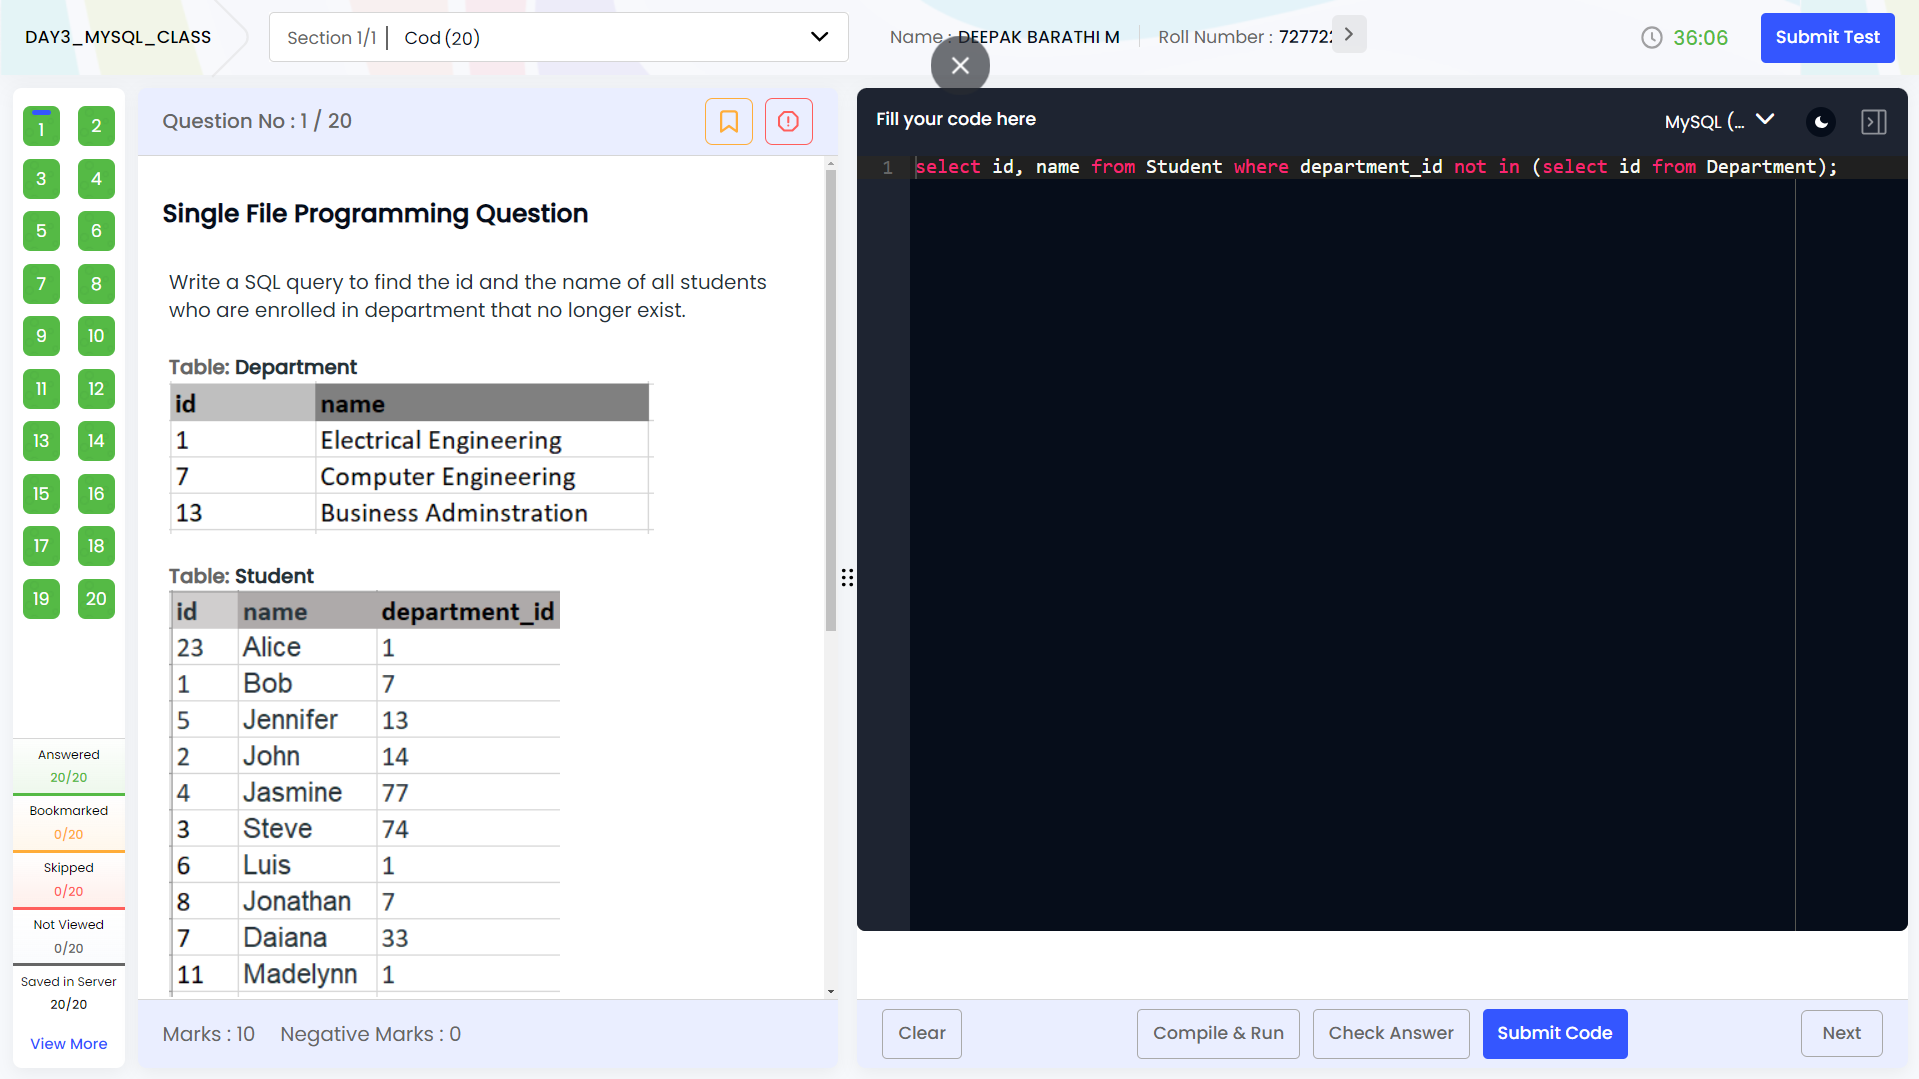 DAY3_MYSQL_CLASS
Section 1/1 | Cod (20)
Name : DEEPAK BARATHI M
Roll Number : 727722
36:06
Submit Test
1 2
3 4
5 6
7 8
9 10
11 12
13 14
15 16
17 18
19 20
Answered
20/20
Bookmarked
0/20
Skipped
0/20
Not Viewed
0/20
Saved in Server
20/20
View More
Question No : 1 / 20
Single File Programming Question
Write a SQL query to find the id and the name of all students
who are enrolled in department that no longer exist.
Table: Department
id name
1 Electrical Engineering
7 Computer Engineering
13 Business Adminstration
Table: Student
id name department_id
23 Alice 1
1 Bob 7
5 Jennifer 13
2 John 14
4 Jasmine 77
3 Steve 74
6 Luis 1
8 Jonathan 7
7 Daiana 33
11 Madelynn 1
Marks : 10 Negative Marks : 0
Fill your code here
MySQL (...
1 select id, name from Student where department_id not in (select id from Department);
Clear
Compile & Run
Check Answer
Submit Code
Next